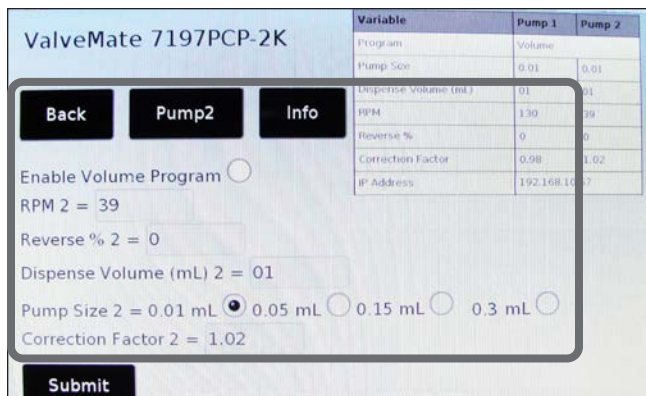 ValveMate 7197PCP-2K
Variable Pump 1 Pump 2
Program Volume
Pump Size 0.01 0.01
Dispense Volume (mL) 01 01
RPM 130 39
Reverse % 0 0
Correction Factor 0.98 1.02
IP Address
Back Pump2 Info
Enable Volume Program
RPM 2 = 39
Reverse % 2 = 0
Dispense Volume (mL) 2 = 01
Pump Size 2 = 0.01 mL 0.05 mL 0.15 mL 0.3 mL
Correction Factor 2 = 1.02
Submit